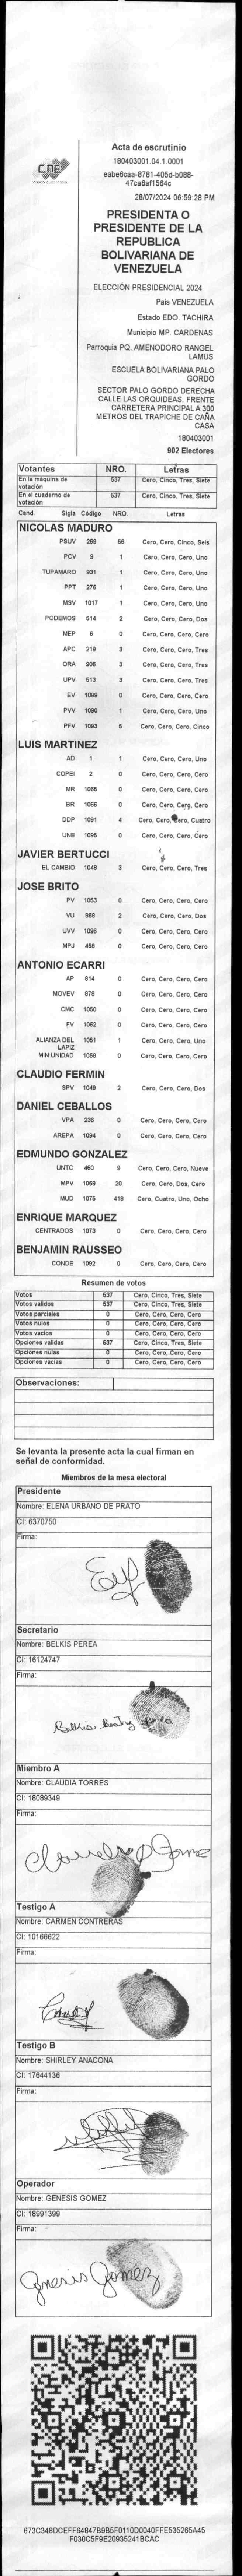 CNE
Acta de escrutinio
180403001.04.1.0001
eabe6caa-8781-405d-b088-
47ca6af1564c
28/07/2024 06:59:28 PM
PRESIDENTA O
PRESIDENTE DE LA
REPUBLICA
BOLIVARIANA DE
VENEZUELA
ELECCIÓN PRESIDENCIAL 2024
Pais VENEZUELA
Estado EDO. TACHIRA
Municipio MP. CARDENAS
Parroquia PQ. AMENODORO RANGEL
LAMUS
ESCUELA BOLIVARIANA PALO
GORDO
SECTOR PALO GORDO DERECHA
CALLE LAS ORQUIDEAS. FRENTE
CARRETERA PRINCIPAL A 300
METROS DEL TRAPICHE DE CAÑA
CASA
180403001
902 Electores
Votantes NRO. Letras
En la máquina de votación 537 Cero, Cinco, Tres, Siete
En el cuaderno de votación 537 Cero, Cinco, Tres, Siete
Cand. Sigla Código NRO. Letras
NICOLAS MADURO
PSUV 269 56 Cero, Cero, Cinco, Seis
PCV 9 1 Cero, Cero, Cero, Uno
TUPAMARO 931 1 Cero, Cero, Cero, Uno
PPT 276 1 Cero, Cero, Cero, Uno
MSV 1017 1 Cero, Cero, Cero, Uno
PODEMOS 514 2 Cero, Cero, Cero, Dos
MEP 6 0 Cero, Cero, Cero, Cero
APC 219 3 Cero, Cero, Cero, Tres
ORA 906 3 Cero, Cero, Cero, Tres
UPV 513 3 Cero, Cero, Cero, Tres
EV 1089 0 Cero, Cero, Cero, Cero
PVV 1090 1 Cero, Cero, Cero, Uno
PFV 1093 5 Cero, Cero, Cero, Cinco
LUIS MARTINEZ
AD 1 1 Cero, Cero, Cero, Uno
COPEI 2 0 Cero, Cero, Cero, Cero
MR 1065 0 Cero, Cero, Cero, Cero
BR 1066 0 Cero, Cero, Cero, Cero
DDP 1091 4 Cero, Cero, Cero, Cuatro
UNE 1095 0 Cero, Cero, Cero, Cero
JAVIER BERTUCCI
EL CAMBIO 1048 3 Cero, Cero, Cero, Tres
JOSE BRITO
PV 1053 0 Cero, Cero, Cero, Cero
VU 868 2 Cero, Cero, Cero, Dos
UVV 1096 0 Cero, Cero, Cero, Cero
MPJ 458 0 Cero, Cero, Cero, Cero
ANTONIO ECARRI
AP 814 0 Cero, Cero, Cero, Cero
MOVEV 878 0 Cero, Cero, Cero, Cero
CMC 1050 0 Cero, Cero, Cero, Cero
FV 1062 0 Cero, Cero, Cero, Cero
ALIANZA DEL LAPIZ 1051 1 Cero, Cero, Cero, Uno
MIN UNIDAD 1088 0 Cero, Cero, Cero, Cero
CLAUDIO FERMIN
SPV 1049 2 Cero, Cero, Cero, Dos
DANIEL CEBALLOS
VPA 236 0 Cero, Cero, Cero, Cero
AREPA 1084 0 Cero, Cero, Cero, Cero
EDMUNDO GONZALEZ
UNTC 460 9 Cero, Cero, Cero, Nueve
MPV 1069 20 Cero, Cero, Dos, Cero
MUD 1075 418 Cero, Cuatro, Uno, Ocho
ENRIQUE MARQUEZ
CENTRADOS 1073 0 Cero, Cero, Cero, Cero
BENJAMIN RAUSSEO
CONDE 1092 0 Cero, Cero, Cero, Cero
Resumen de votos
Votos 537 Cero, Cinco, Tres, Siete
Votos validos 537 Cero, Cinco, Tres, Siete
Votos parciales 0 Cero, Cero, Cero, Cero
Votos nulos 0 Cero, Cero, Cero, Cero
Votos vacios 0 Cero, Cero, Cero, Cero
Opciones validas 537 Cero, Cinco, Tres, Siete
Opciones nulas 0 Cero, Cero, Cero, Cero
Opciones vacias 0 Cero, Cero, Cero, Cero
Observaciones:
Se levanta la presente acta la cual firman en
señal de conformidad.
Miembros de la mesa electoral
Presidente
Nombre: ELENA URBANO DE PRATO
CI: 6370750
Firma:
Secretario
Nombre: BELKIS PEREA
CI: 16124747
Firma:
Miembro A
Nombre: CLAUDIA TORRES
CI: 18089349
Firma:
Testigo A
Nombre: CARMEN CONTRERAS
CI: 10166622
Firma:
Testigo B
Nombre: SHIRLEY ANACONA
CI: 17644136
Firma:
Operador
Nombre: GENESIS GOMEZ
CI: 18991399
Firma:
Genesis Gomez
673C348DCEFF64847B9B5F0110D0040FFE535265A45
F030C5F9E20935241BCAC